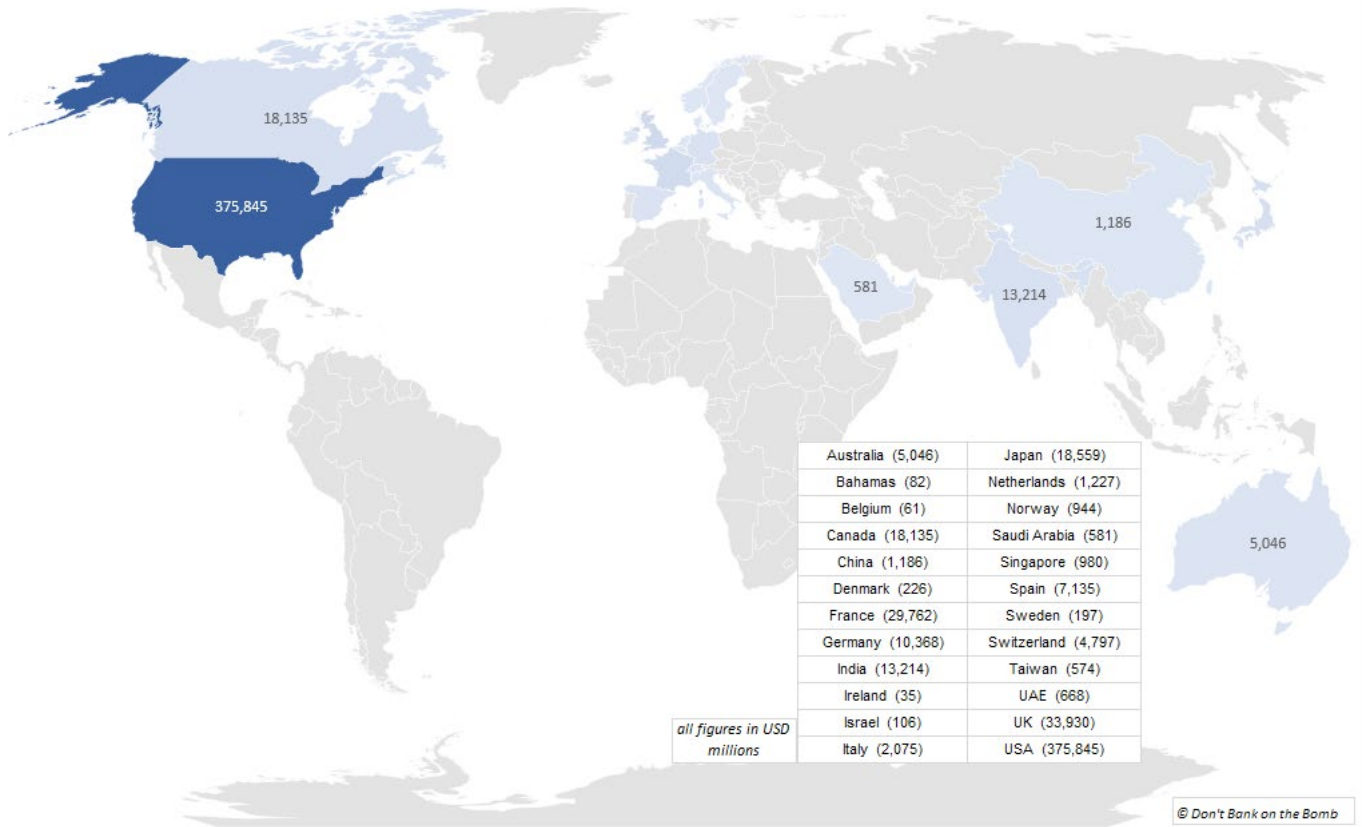 18,135
375,845
1,186
581
13,214
5,046
Australia (5,046) Japan (18,559)
Bahamas (82) Netherlands (1,227)
Belgium (61) Norway (944)
Canada (18,135) Saudi Arabia (581)
China (1,186) Singapore (980)
Denmark (226) Spain (7,135)
France (29,762) Sweden (197)
Germany (10,368) Switzerland (4,797)
India (13,214) Taiwan (574)
Ireland (35) UAE (668)
Israel (106) UK (33,930)
Italy (2,075) USA (375,845)
all figures in USD
millions
© Don't Bank on the Bomb